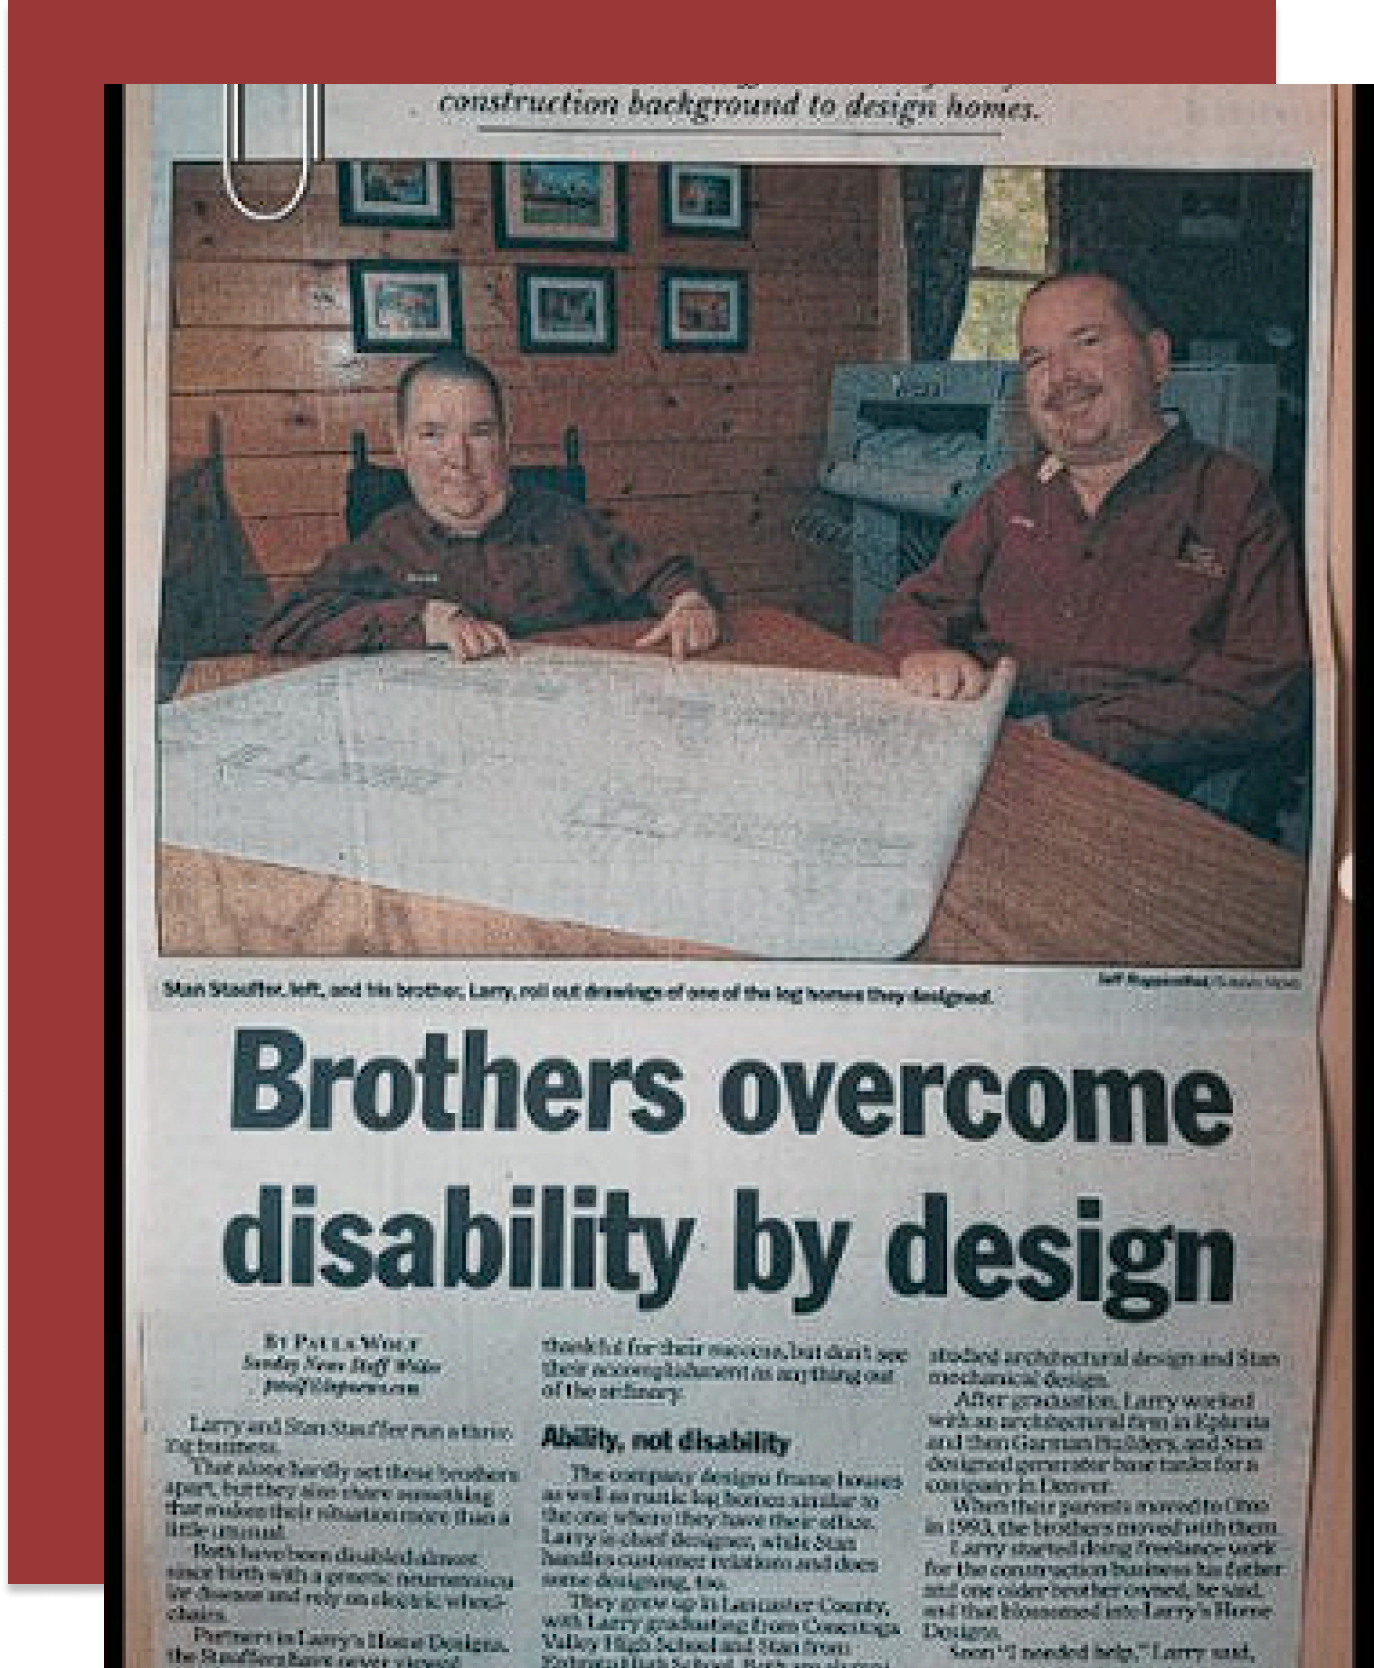 construction background to design homes.
Stan Stauffer, left, and his brother, Larry, roll out drawings of one of the log homes they designed.
Brothers overcome
disability by design
BY PAULA WOLF
Sunday News Staff Writer
Larry and Stan Stauffer run a thriv-
ing business.
That alone hardly set these brothers
apart, but they also share something
that makes their situation more than a
little unusual.
Both have been disabled almost
since birth with a genetic neuromuscu-
lar disease and rely on electric wheel-
chairs.
Partners in Larry's Home Designs,
the Stauffers have never viewed
thankful for their success, but don't see
their accomplishment as anything out
of the ordinary.
Ability, not disability
The company designs frame houses
as well as rustic log homes similar to
the one where they have their office.
Larry is chief designer, while Stan
handles customer relations and does
some designing, too.
They grew up in Lancaster County,
with Larry graduating from Conestoga
Valley High School and Stan from
Ephrata High School. Both are alumni
studied architectural design and Stan
mechanical design.
After graduation, Larry worked
with an architectural firm in Ephrata
and then Garman Builders, and Stan
designed generator base tanks for a
company in Denver.
When their parents moved to Ohio
in 1993, the brothers moved with them.
Larry started doing freelance work
for the construction business his father
and one older brother owned, he said,
and that blossomed into Larry's Home
Designs.
Soon "I needed help," Larry said,